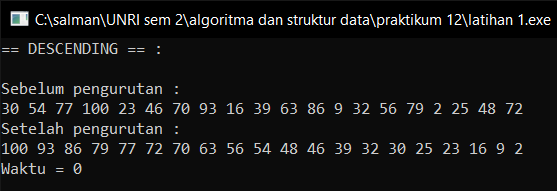 C:\salman\UNRI sem 2\algoritma dan struktur data\praktikum 12\latihan 1.exe
== DESCENDING == :
Sebelum pengurutan :
30 54 77 100 23 46 70 93 16 39 63 86 9 32 56 79 2 25 48 72
Setelah pengurutan :
100 93 86 79 77 72 70 63 56 54 48 46 39 32 30 25 23 16 9 2
Waktu = 0